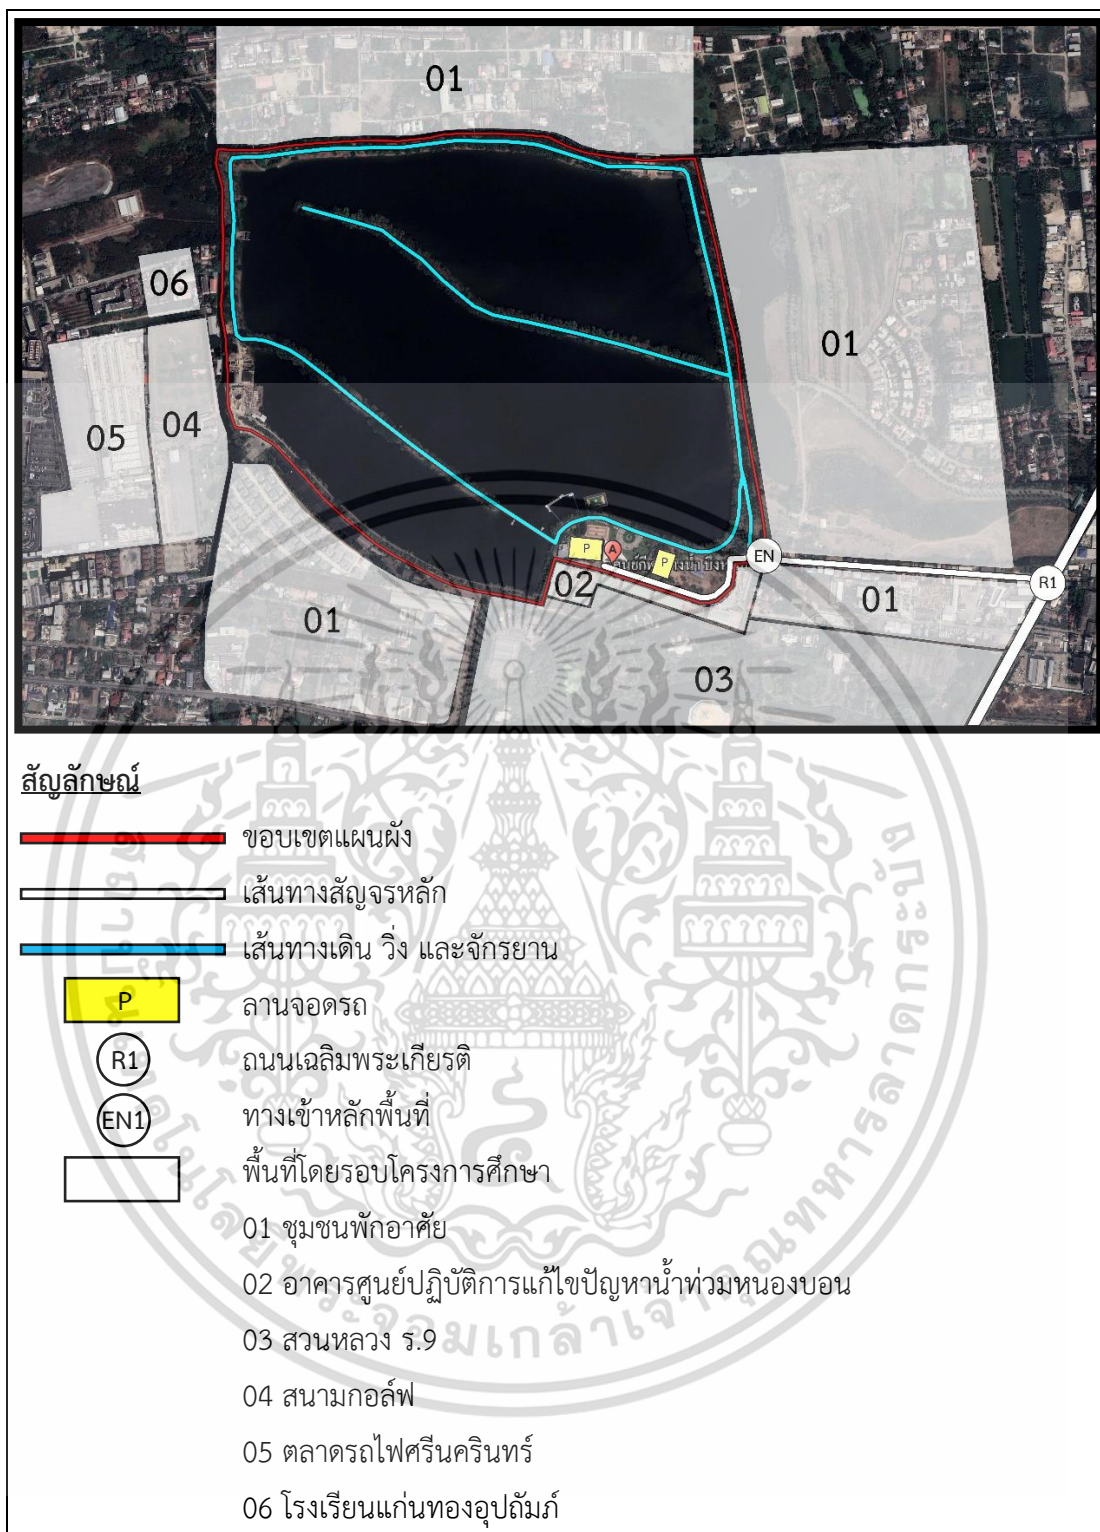 01
06
01
05
04
P
A
P
EN
R1
02
01
01
03
สัญลักษณ์
ขอบเขตแผนผัง
เส้นทางสัญจรหลัก
เส้นทางเดิน วิ่ง และจักรยาน
P ลานจอดรถ
R1 ถนนเฉลิมพระเกียรติ
EN1 ทางเข้าหลักพื้นที่
พื้นที่โดยรอบโครงการศึกษา
01 ชุมชนพักอาศัย
02 อาคารศูนย์ปฏิบัติการแก้ไขปัญหาน้ำท่วมหนองบอน
03 สวนหลวง ร.9
04 สนามกอล์ฟ
05 ตลาดรถไฟศรีนครินทร์
06 โรงเรียนแก่นทองอุปถัมภ์